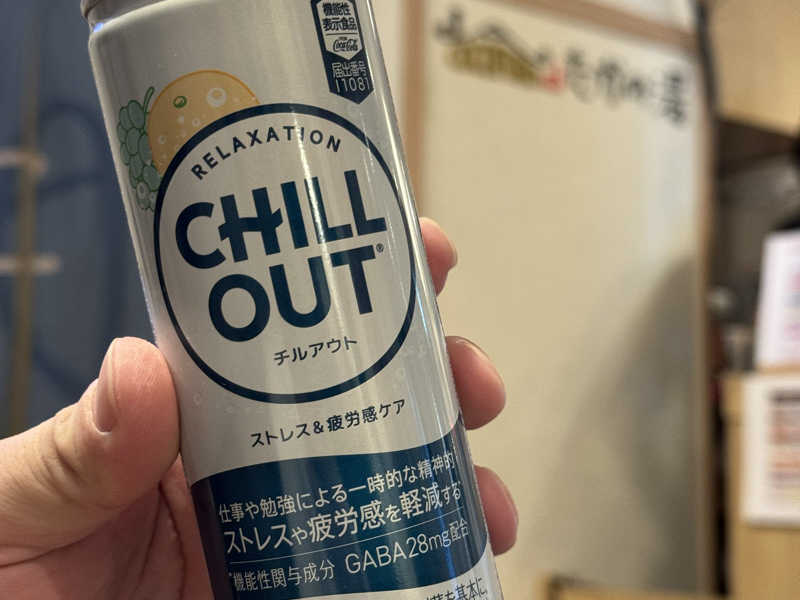 機能性
表示食品
Coca-Cola
届出番号
I1081
RELAXATION
CHILL
OUT®
チルアウト
ストレス&疲労感ケア
仕事や勉強による一時的な精神的
ストレスや疲労感を軽減する
機能性関与成分 GABA28mg配合
を基本に、